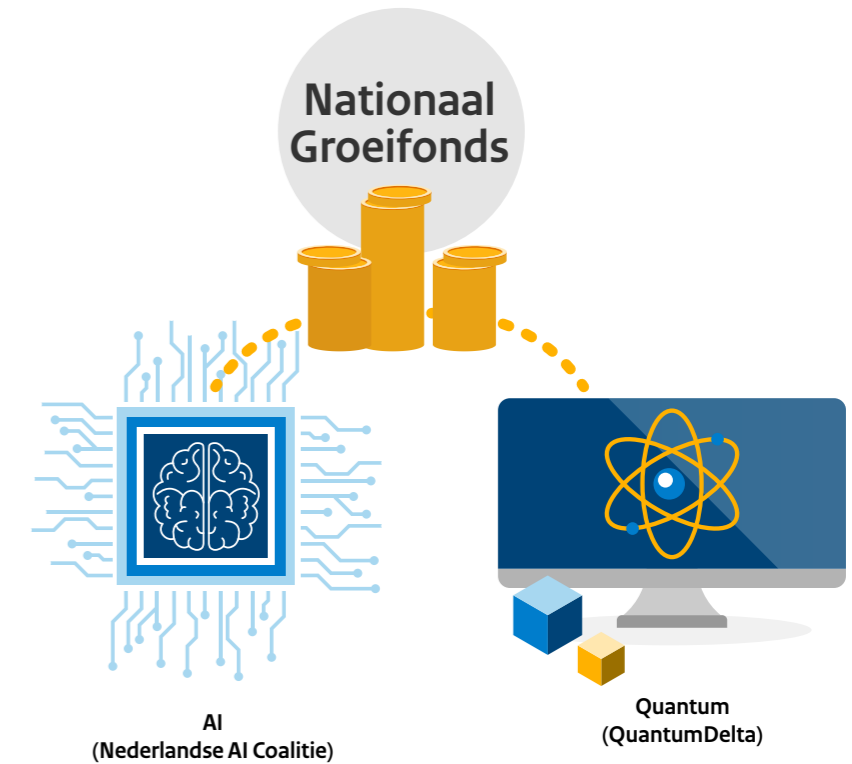 Nationaal
Groeifonds
AI
(Nederlandse AI Coalitie)
Quantum
(QuantumDelta)